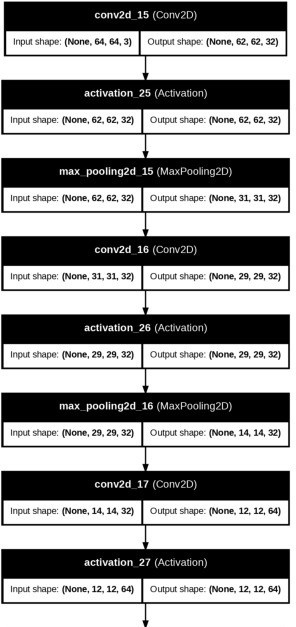 conv2d_15 (Conv2D)
Input shape: (None, 64, 64, 3) Output shape: (None, 62, 62, 32)
activation_25 (Activation)
Input shape: (None, 62, 62, 32) Output shape: (None, 62, 62, 32)
max_pooling2d_15 (MaxPooling2D)
Input shape: (None, 62, 62, 32) Output shape: (None, 31, 31, 32)
conv2d_16 (Conv2D)
Input shape: (None, 31, 31, 32) Output shape: (None, 29, 29, 32)
activation_26 (Activation)
Input shape: (None, 29, 29, 32) Output shape: (None, 29, 29, 32)
max_pooling2d_16 (MaxPooling2D)
Input shape: (None, 29, 29, 32) Output shape: (None, 14, 14, 32)
conv2d_17 (Conv2D)
Input shape: (None, 14, 14, 32) Output shape: (None, 12, 12, 64)
activation_27 (Activation)
Input shape: (None, 12, 12, 64) Output shape: (None, 12, 12, 64)